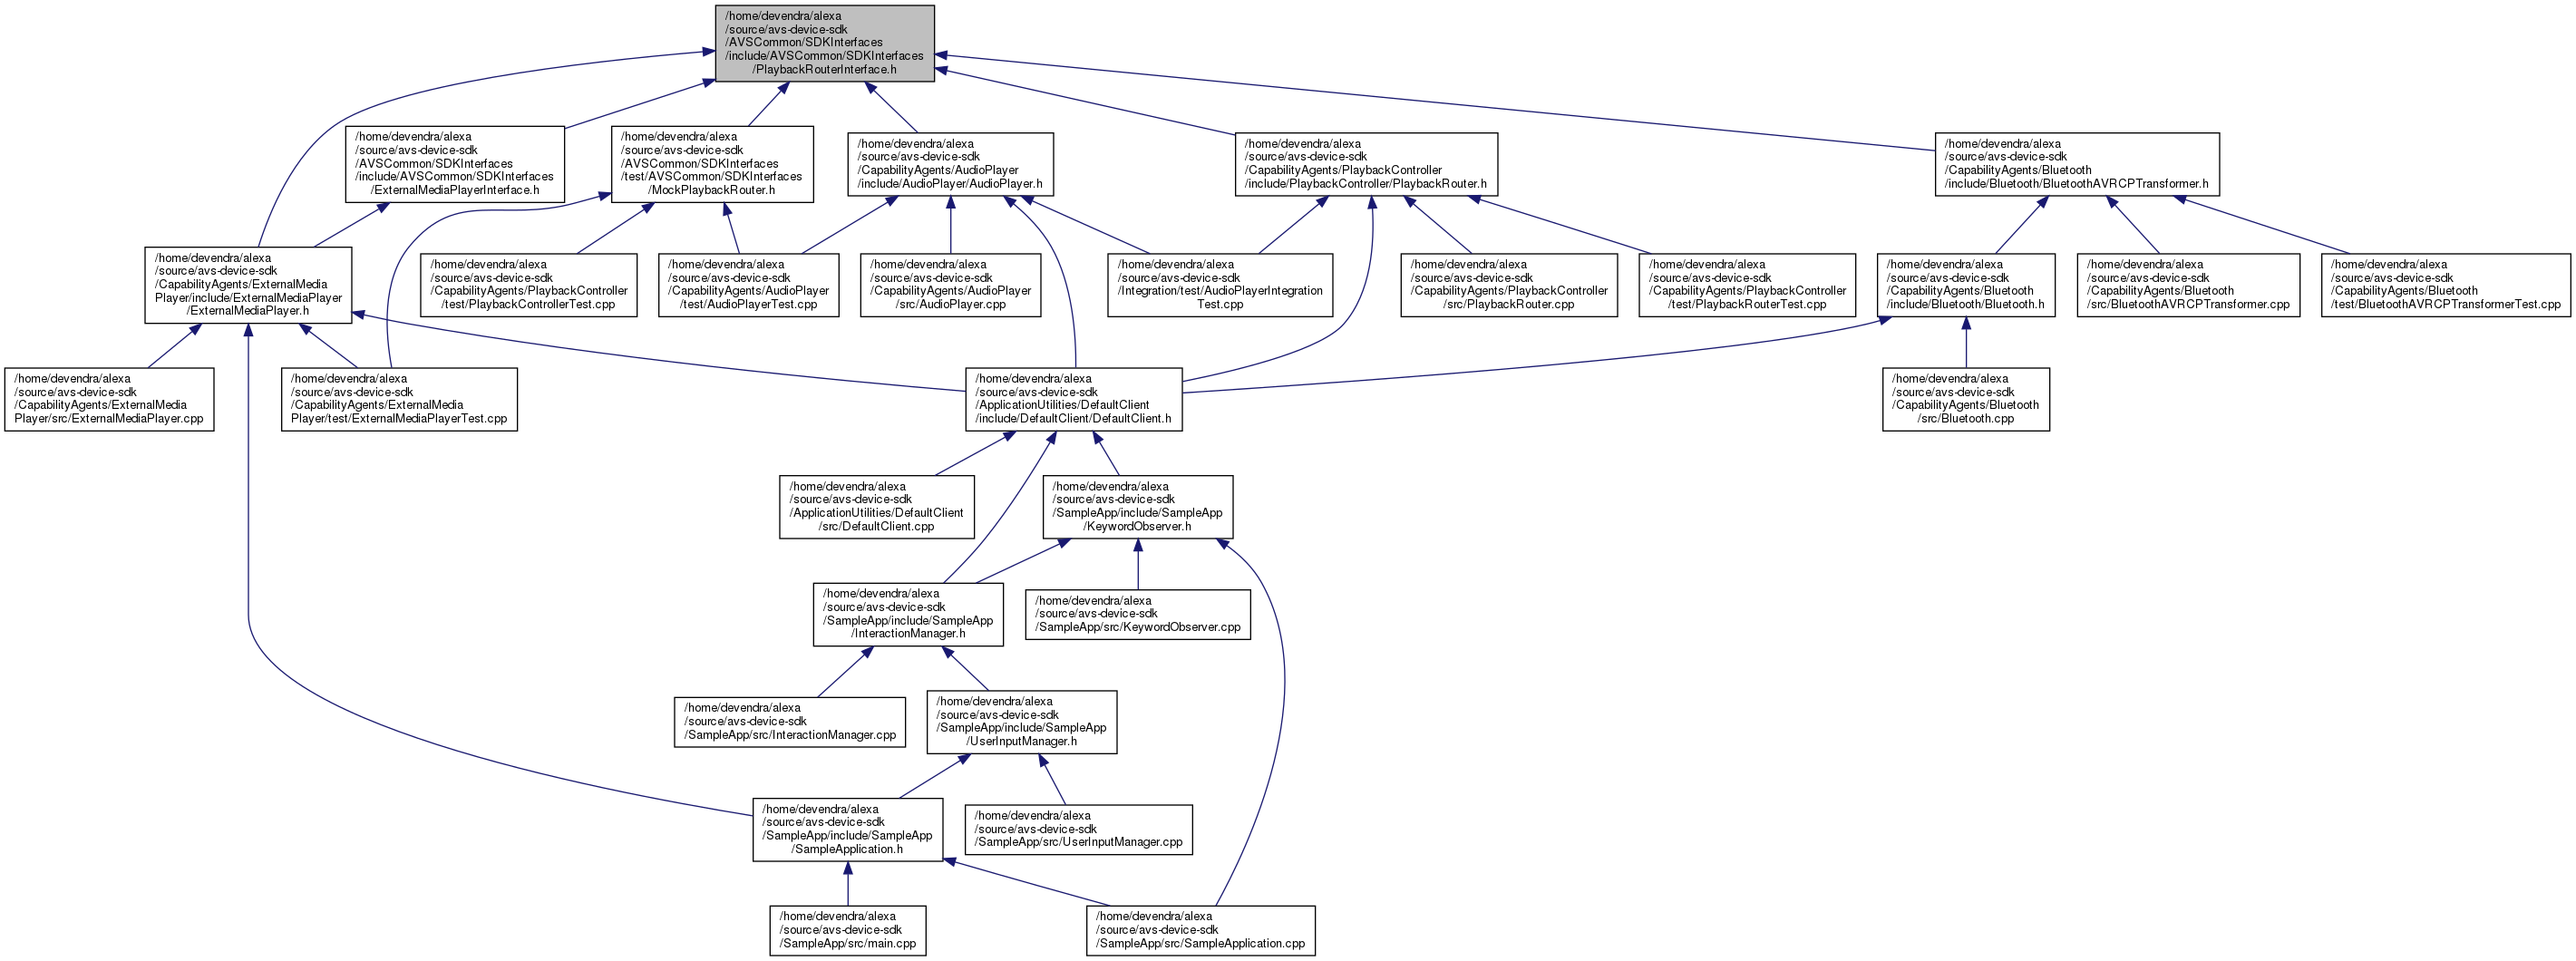 /home/devendra/alexa
/source/avs-device-sdk
/AVSCommon/SDKInterfaces
/include/AVSCommon/SDKInterfaces
/PlaybackRouterInterface.h
/home/devendra/alexa
/source/avs-device-sdk
/AVSCommon/SDKInterfaces
/include/AVSCommon/SDKInterfaces
/ExternalMediaPlayerInterface.h
/home/devendra/alexa
/source/avs-device-sdk
/AVSCommon/SDKInterfaces
/test/AVSCommon/SDKInterfaces
/MockPlaybackRouter.h
/home/devendra/alexa
/source/avs-device-sdk
/CapabilityAgents/AudioPlayer
/include/AudioPlayer/AudioPlayer.h
/home/devendra/alexa
/source/avs-device-sdk
/CapabilityAgents/PlaybackController
/include/PlaybackController/PlaybackRouter.h
/home/devendra/alexa
/source/avs-device-sdk
/CapabilityAgents/Bluetooth
/include/Bluetooth/BluetoothAVRCPTransformer.h
/home/devendra/alexa
/source/avs-device-sdk
/CapabilityAgents/ExternalMedia
Player/include/ExternalMediaPlayer
/ExternalMediaPlayer.h
/home/devendra/alexa
/source/avs-device-sdk
/CapabilityAgents/PlaybackController
/test/PlaybackControllerTest.cpp
/home/devendra/alexa
/source/avs-device-sdk
/CapabilityAgents/AudioPlayer
/test/AudioPlayerTest.cpp
/home/devendra/alexa
/source/avs-device-sdk
/CapabilityAgents/AudioPlayer
/src/AudioPlayer.cpp
/home/devendra/alexa
/source/avs-device-sdk
/Integration/test/AudioPlayerIntegration
Test.cpp
/home/devendra/alexa
/source/avs-device-sdk
/CapabilityAgents/PlaybackController
/src/PlaybackRouter.cpp
/home/devendra/alexa
/source/avs-device-sdk
/CapabilityAgents/PlaybackController
/test/PlaybackRouterTest.cpp
/home/devendra/alexa
/source/avs-device-sdk
/CapabilityAgents/Bluetooth
/include/Bluetooth/Bluetooth.h
/home/devendra/alexa
/source/avs-device-sdk
/CapabilityAgents/Bluetooth
/src/BluetoothAVRCPTransformer.cpp
/home/devendra/alexa
/source/avs-device-sdk
/CapabilityAgents/Bluetooth
/test/BluetoothAVRCPTransformerTest.cpp
/home/devendra/alexa
/source/avs-device-sdk
/CapabilityAgents/ExternalMedia
Player/src/ExternalMediaPlayer.cpp
/home/devendra/alexa
/source/avs-device-sdk
/CapabilityAgents/ExternalMedia
Player/test/ExternalMediaPlayerTest.cpp
/home/devendra/alexa
/source/avs-device-sdk
/ApplicationUtilities/DefaultClient
/include/DefaultClient/DefaultClient.h
/home/devendra/alexa
/source/avs-device-sdk
/CapabilityAgents/Bluetooth
/src/Bluetooth.cpp
/home/devendra/alexa
/source/avs-device-sdk
/ApplicationUtilities/DefaultClient
/src/DefaultClient.cpp
/home/devendra/alexa
/source/avs-device-sdk
/SampleApp/include/SampleApp
/KeywordObserver.h
/home/devendra/alexa
/source/avs-device-sdk
/SampleApp/include/SampleApp
/InteractionManager.h
/home/devendra/alexa
/source/avs-device-sdk
/SampleApp/src/KeywordObserver.cpp
/home/devendra/alexa
/source/avs-device-sdk
/SampleApp/src/InteractionManager.cpp
/home/devendra/alexa
/source/avs-device-sdk
/SampleApp/include/SampleApp
/UserInputManager.h
/home/devendra/alexa
/source/avs-device-sdk
/SampleApp/include/SampleApp
/SampleApplication.h
/home/devendra/alexa
/source/avs-device-sdk
/SampleApp/src/UserInputManager.cpp
/home/devendra/alexa
/source/avs-device-sdk
/SampleApp/src/main.cpp
/home/devendra/alexa
/source/avs-device-sdk
/SampleApp/src/SampleApplication.cpp